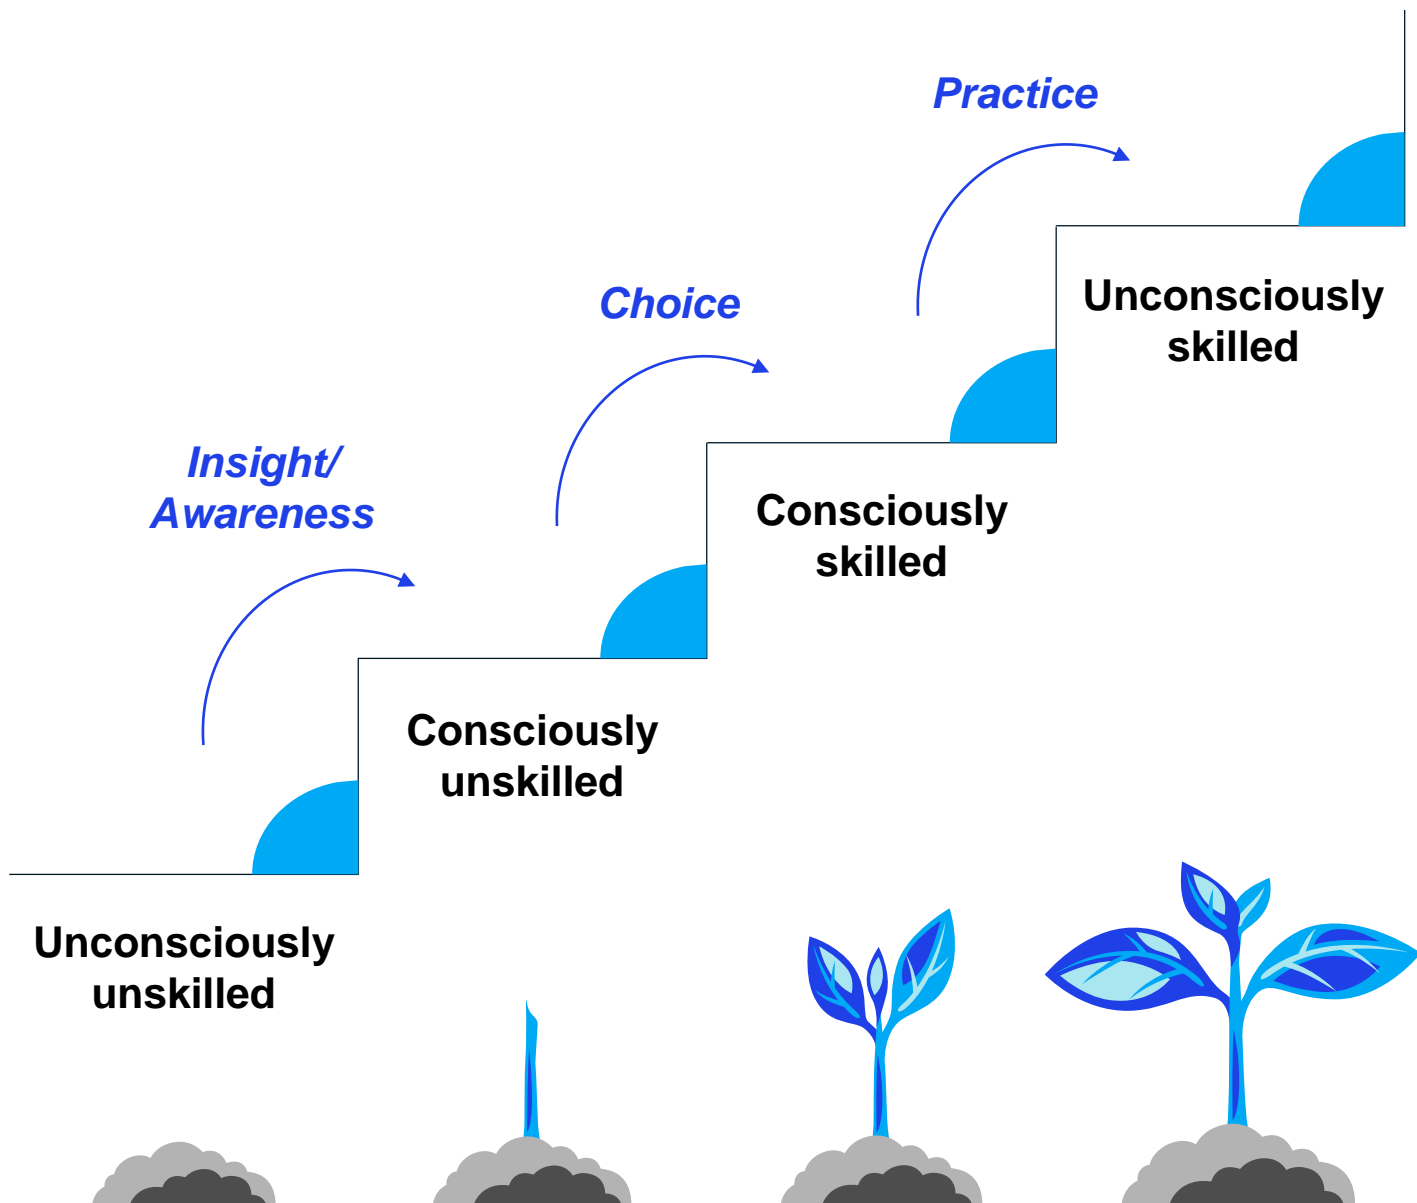 Practice
Unconsciously
skilled
Choice
Insight/
Awareness
Consciously
skilled
Consciously
unskilled
Unconsciously
unskilled